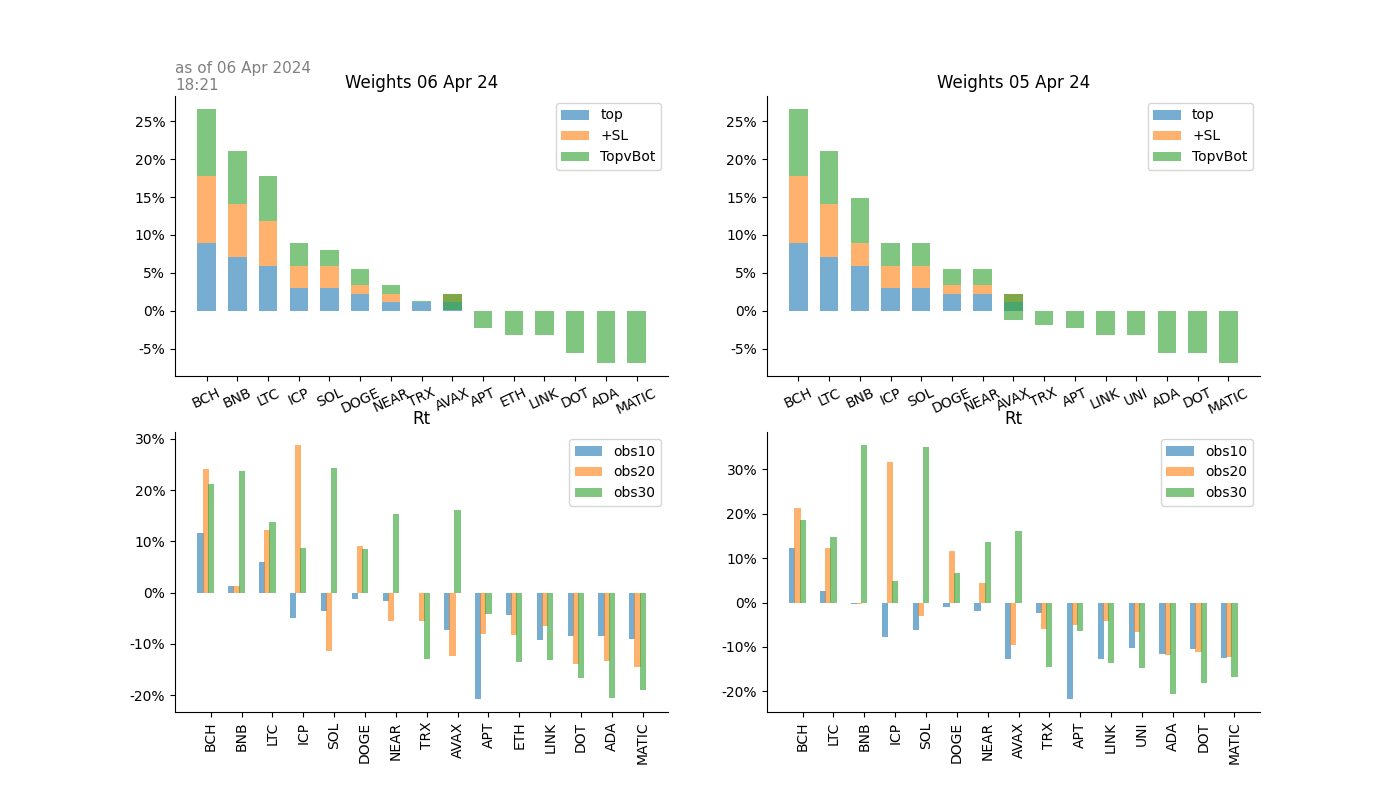 as of 06 Apr 2024
18:21
Weights 06 Apr 24
25%
20%
15%
10%
5%
0%
-5%
top
+SL
TopvBot
BCH BNB LTC ICP SOL DOGE NEAR TRX AVAX APT ETH LINK DOT ADA MATIC
Weights 05 Apr 24
25%
20%
15%
10%
5%
0%
-5%
top
+SL
TopvBot
BCH LTC BNB ICP SOL DOGE NEAR AVAX TRX APT LINK UNI ADA DOT MATIC
Rt
30%
20%
10%
0%
-10%
-20%
obs10
obs20
obs30
BCH BNB LTC ICP SOL DOGE NEAR TRX AVAX APT ETH LINK DOT ADA MATIC
Rt
30%
20%
10%
0%
-10%
-20%
obs10
obs20
obs30
BCH LTC BNB ICP SOL DOGE NEAR AVAX TRX APT LINK UNI ADA DOT MATIC